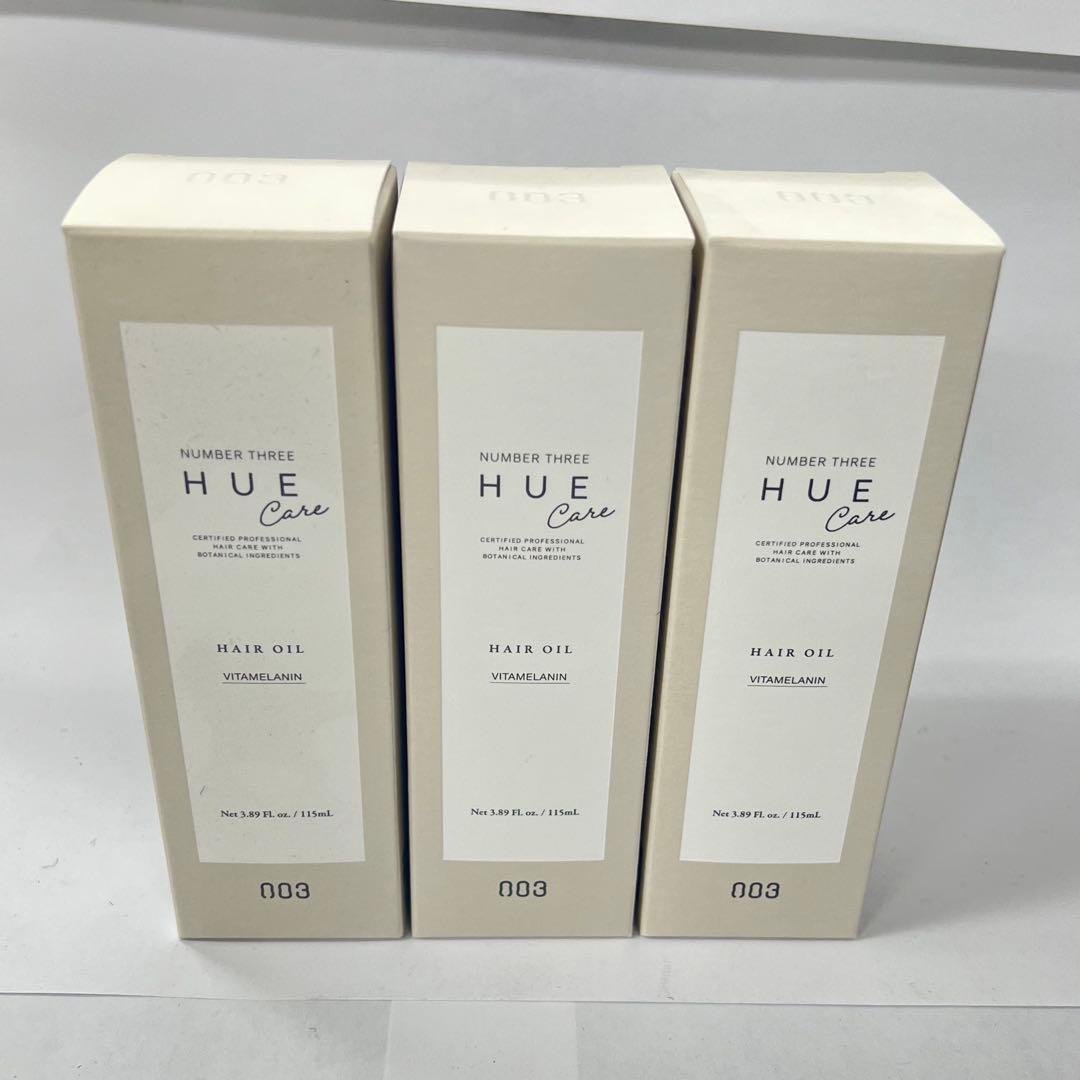 003
NUMBER THREE
HUE
Care
CERTIFIED PROFESSIONAL
HAIR CARE WITH
BOTANICAL INGREDIENTS
HAIR OIL
VITAMELANIN
Net 3.89 Fl. oz. / 115mL
003
003
NUMBER THREE
HUE
Care
CERTIFIED PROFESSIONAL
HAIR CARE WITH
BOTANICAL INGREDIENTS
HAIR OIL
VITAMELANIN
Net 3.89 Fl. oz. / 115mL
003
003
NUMBER THREE
HUE
Care
CERTIFIED PROFESSIONAL
HAIR CARE WITH
BOTANICAL INGREDIENTS
HAIR OIL
VITAMELANIN
Net 3.89 Fl. oz. / 115mL
003